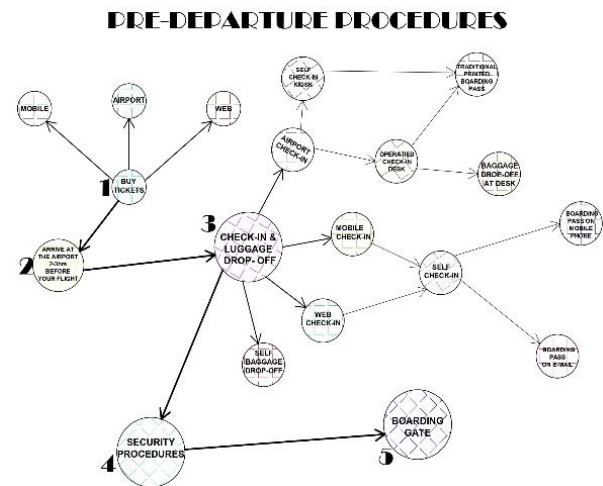 PRE-DEPARTURE PROCEDURES
MOBILE
AIRPORT
WEB
1
BUY
TICKETS
2
ARRIVE AT
THE AIRPORT
2-3hrs
BEFORE
YOUR FLIGHT
3
CHECK-IN &
LUGGAGE
DROP- OFF
SELF
CHECK-IN
KIOSK
TRADITIONAL
PRINTED
BOARDING
PASS
AIRPORT
CHECK-IN
OPERATED
CHECK-IN
DESK
BAGGAGE
DROP-OFF
AT DESK
MOBILE
CHECK-IN
SELF
CHECK-IN
BOARDING
PASS ON
MOBILE
PHONE
WEB
CHECK-IN
BOARDING
PASS
ON E-MAIL
SELF
BAGGAGE
DROP-OFF
4
SECURITY
PROCEDURES
5
BOARDING
GATE